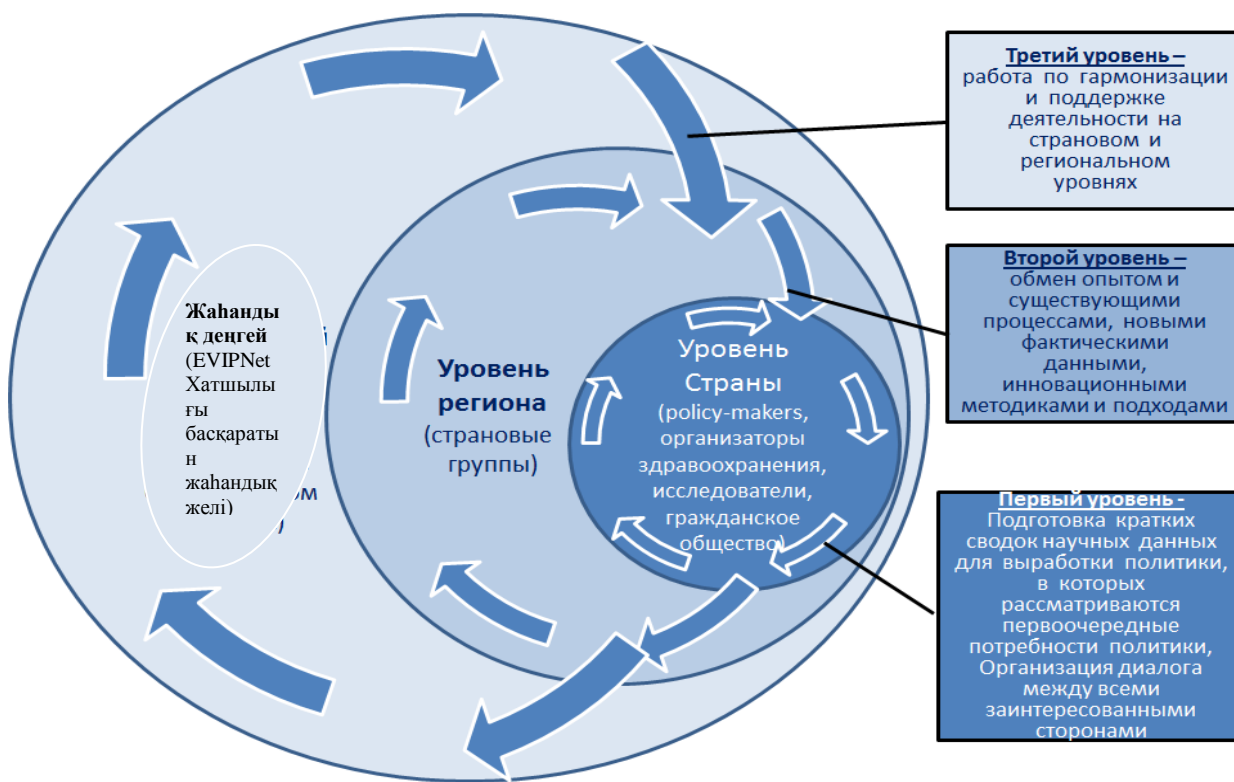 Третий уровень –
работа по гармонизации
и поддержке
деятельности на
страновом и
региональном
уровнях
Второй уровень –
обмен опытом и
существующими
процессами, новыми
фактическими
данными,
инновационными
методиками и подходами
Первый уровень -
Подготовка кратких
сводок научных данных
для выработки политики,
в которых
рассматриваются
первоочередные
потребности политики,
Организация диалога
между всеми
заинтересованными
сторонами
Жаһанды
қ деңгей
(EVIPNet
Хатшылы
ғы
басқараты
н
жаһандық
желі)
Уровень
региона
(страновые
группы)
Уровень
Страны
(policy-makers,
организаторы
здравоохранения,
исследователи,
гражданское
общество)